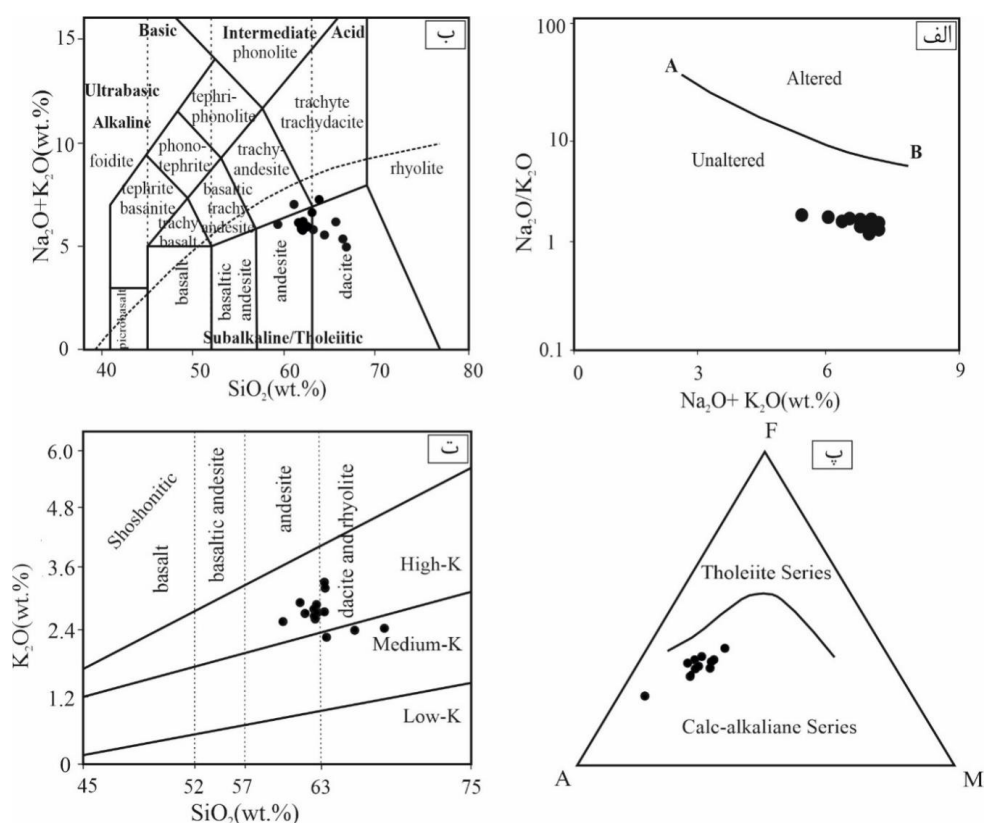 ب
15
10
5
0
Na₂O+K₂O(wt.%)
Basic
Intermediate
Acid
phonolite
Ultrabasic
Alkaline
tephri-
phonolite
trachyte
trachydacite
foidite
phono-
tephrite
trachy-
andesite
rhyolite
tephrite
basanite
basaltic
trachy-
andesite
trachy-
basalt
picrobasalt
basalt
basaltic
andesite
andesite
dacite
Subalkaline/Tholeiitic
40
50
60
70
80
SiO₂(wt.%)
الف
100
10
1
0.1
Na₂O/K₂O
A
Altered
Unaltered
B
0
3
6
9
Na₂O+ K₂O(wt.%)
ت
6.0
4.8
3.6
2.4
1.2
0
K₂O(wt.%)
Shoshonitic
basalt
basaltic andesite
andesite
dacite and rhyolite
High-K
Medium-K
Low-K
45
52
57
63
75
SiO₂(wt.%)
پ
F
Tholeiite Series
Calc-alkaliane Series
A
M